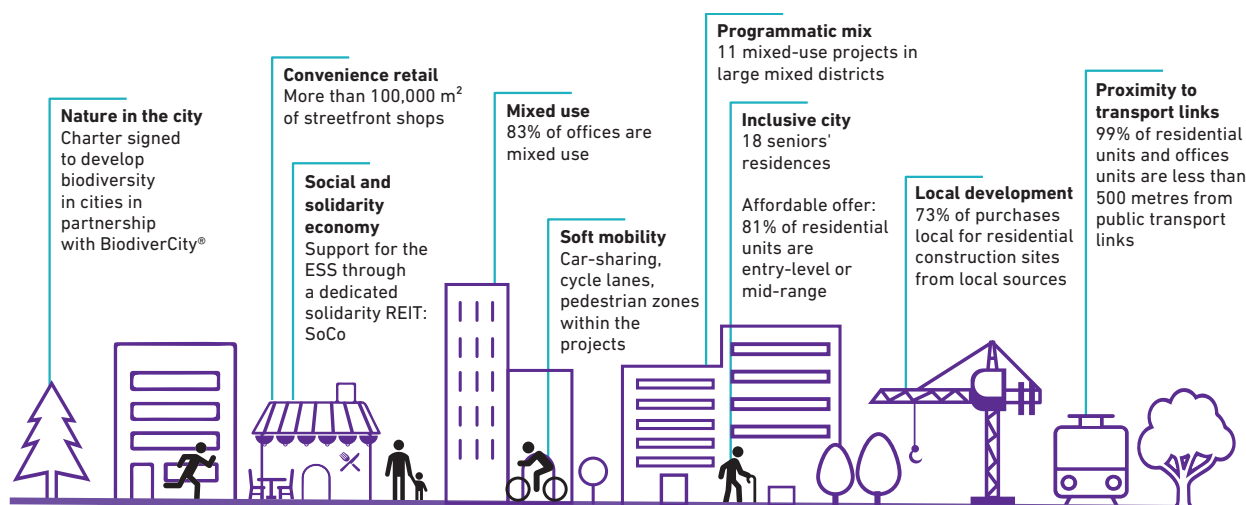 Nature in the city
Charter signed
to develop
biodiversity
in cities in
partnership
with BiodiverCity®
Convenience retail
More than 100,000 m²
of streetfront shops
Social and
solidarity
economy
Support for the
ESS through
a dedicated
solidarity REIT:
SoCo
Mixed use
83% of offices are
mixed use
Soft mobility
Car-sharing,
cycle lanes,
pedestrian zones
within the
projects
Programmatic mix
11 mixed-use projects in
large mixed districts
Inclusive city
18 seniors'
residences
Affordable offer:
81% of residential
units are
entry-level or
mid-range
Local development
73% of purchases
local for residential
construction sites
from local sources
Proximity to
transport links
99% of residential
units and offices
units are less than
500 metres from
public transport
links